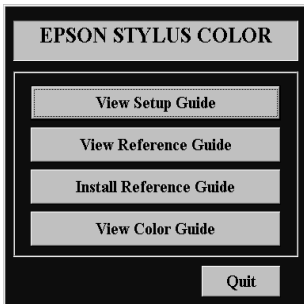 EPSON STYLUS COLOR
View Setup Guide
View Reference Guide
Install Reference Guide
View Color Guide
Quit